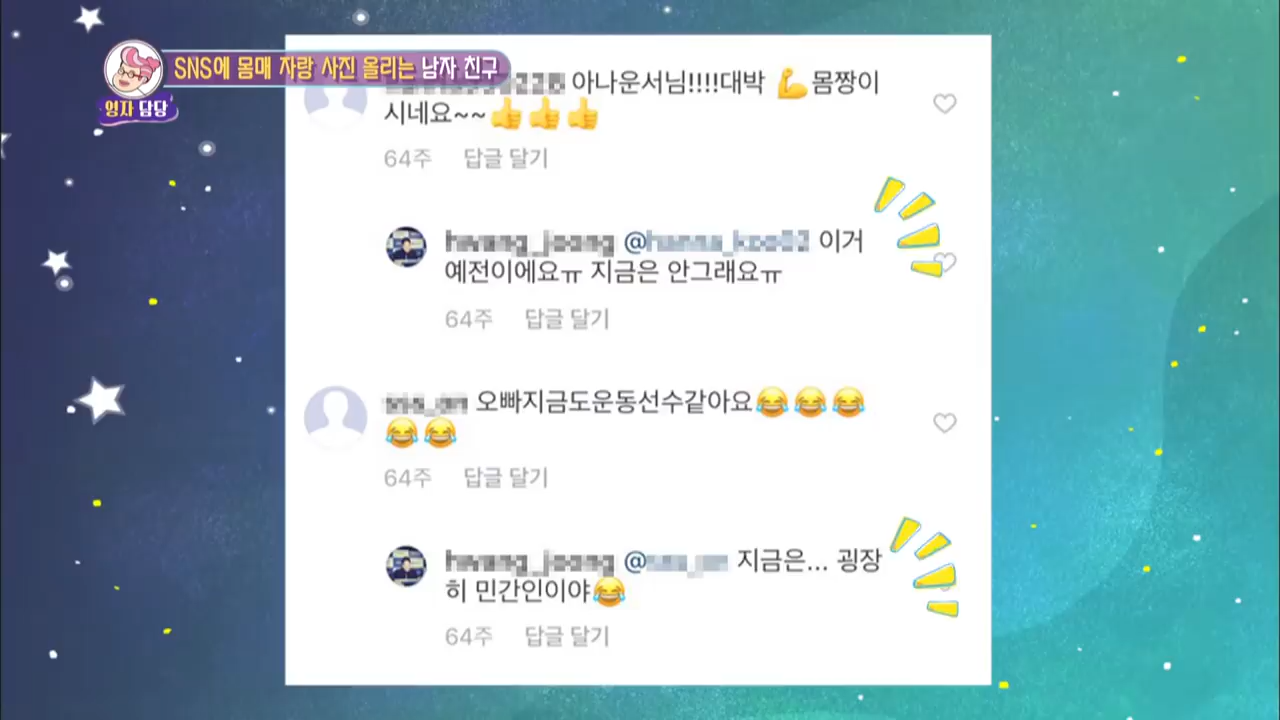 SNS에 몸매 자랑 사진 올리는 남자 친구
영자 담당
아나운서님!!!!대박 💪몸짱이
시네요~~👍👍👍
64주 답글 달기
이거
예전이에요ㅠ 지금은 안그래요ㅠ
64주 답글 달기
오빠지금도운동선수같아요😂😂😂
😂😂
64주 답글 달기
지금은... 굉장
히 민간인이야😂
64주 답글 달기